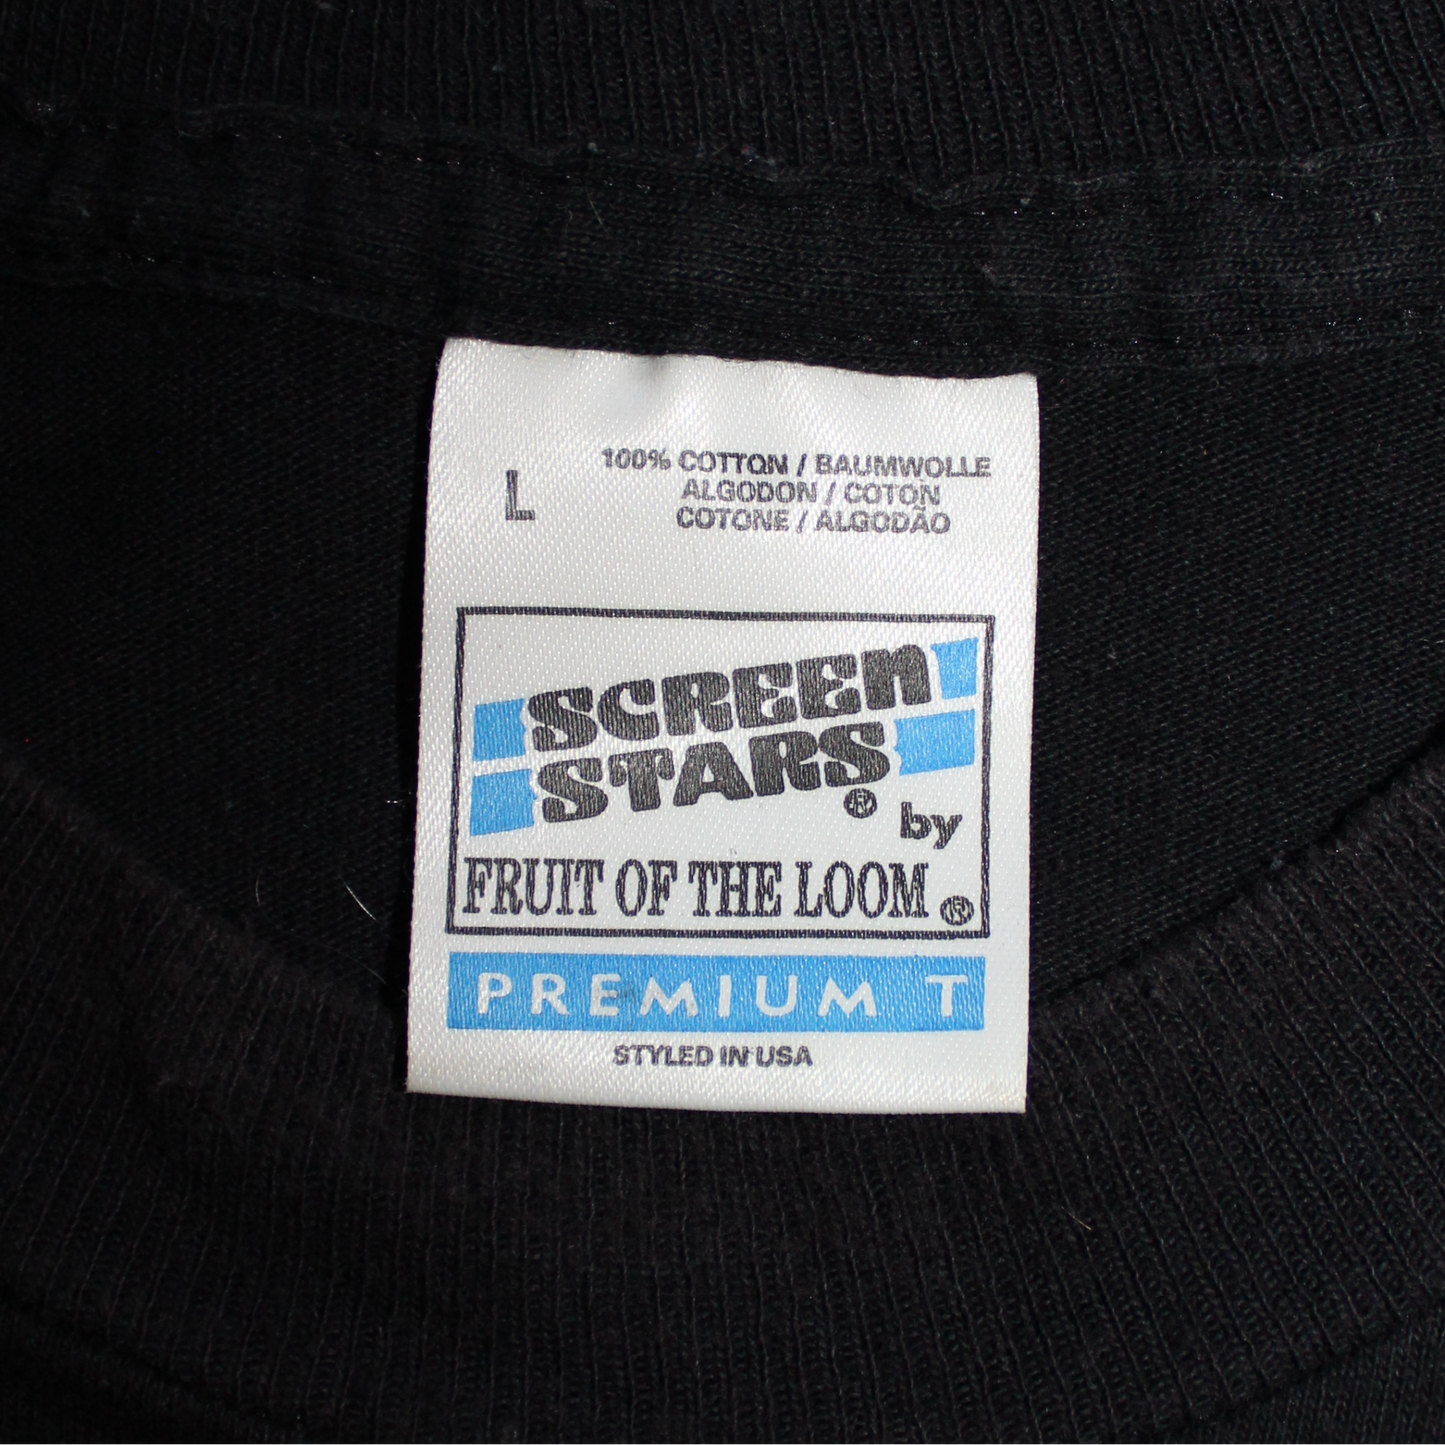 L
100% COTTON / BAUMWOLLE
ALGODON / COTON
COTONE / ALGODÃO
SCREEN
STARS®
by
FRUIT OF THE LOOM®
PREMIUM T
STYLED IN USA